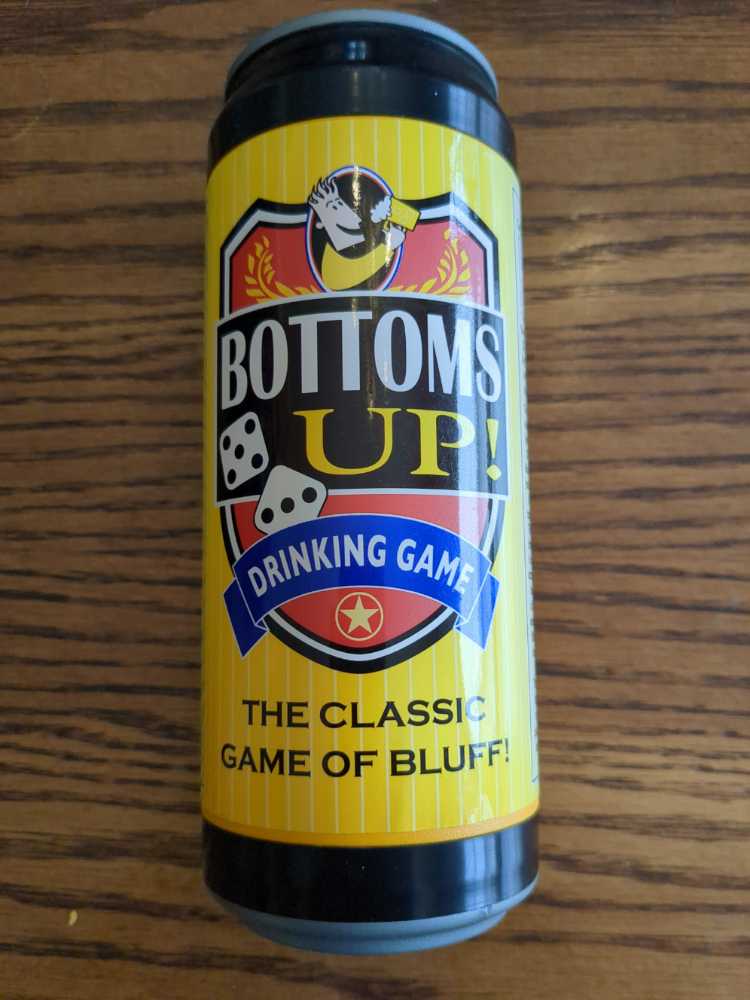 BOTTOMS
UP!
DRINKING GAME
THE CLASSIC
GAME OF BLUFF!